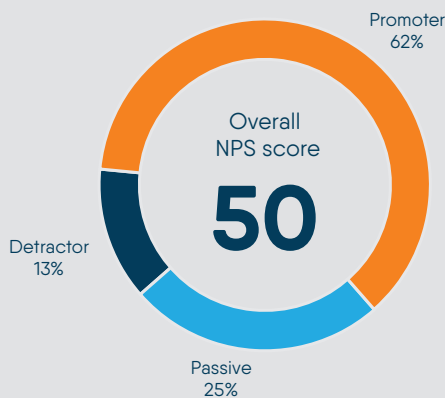 Promoter
62%
Overall
NPS score
50
Detractor
13%
Passive
25%